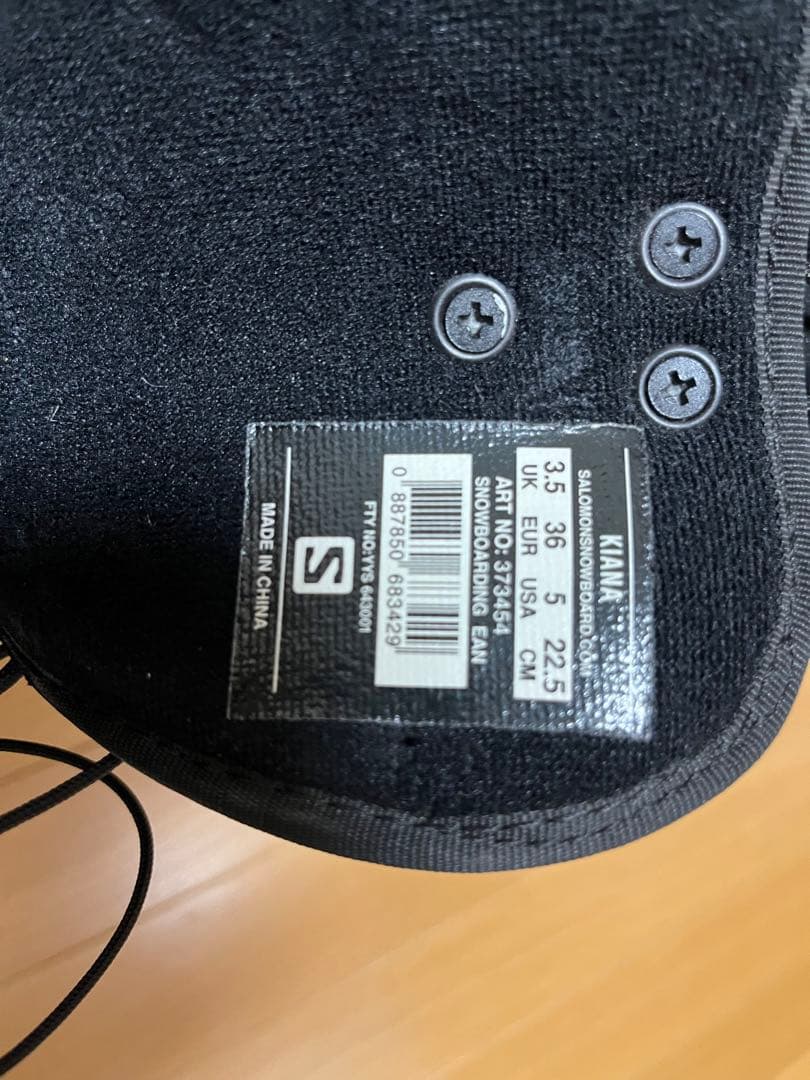 KIANA
SALOMONSNOWBOARD.COM
3.5 36 5 22.5
UK EUR USA CM
SNOWBOARDING EAN
ART NO: 373454
0 887850 683429
FTY NO:YYS 643001
S
MADE IN CHINA